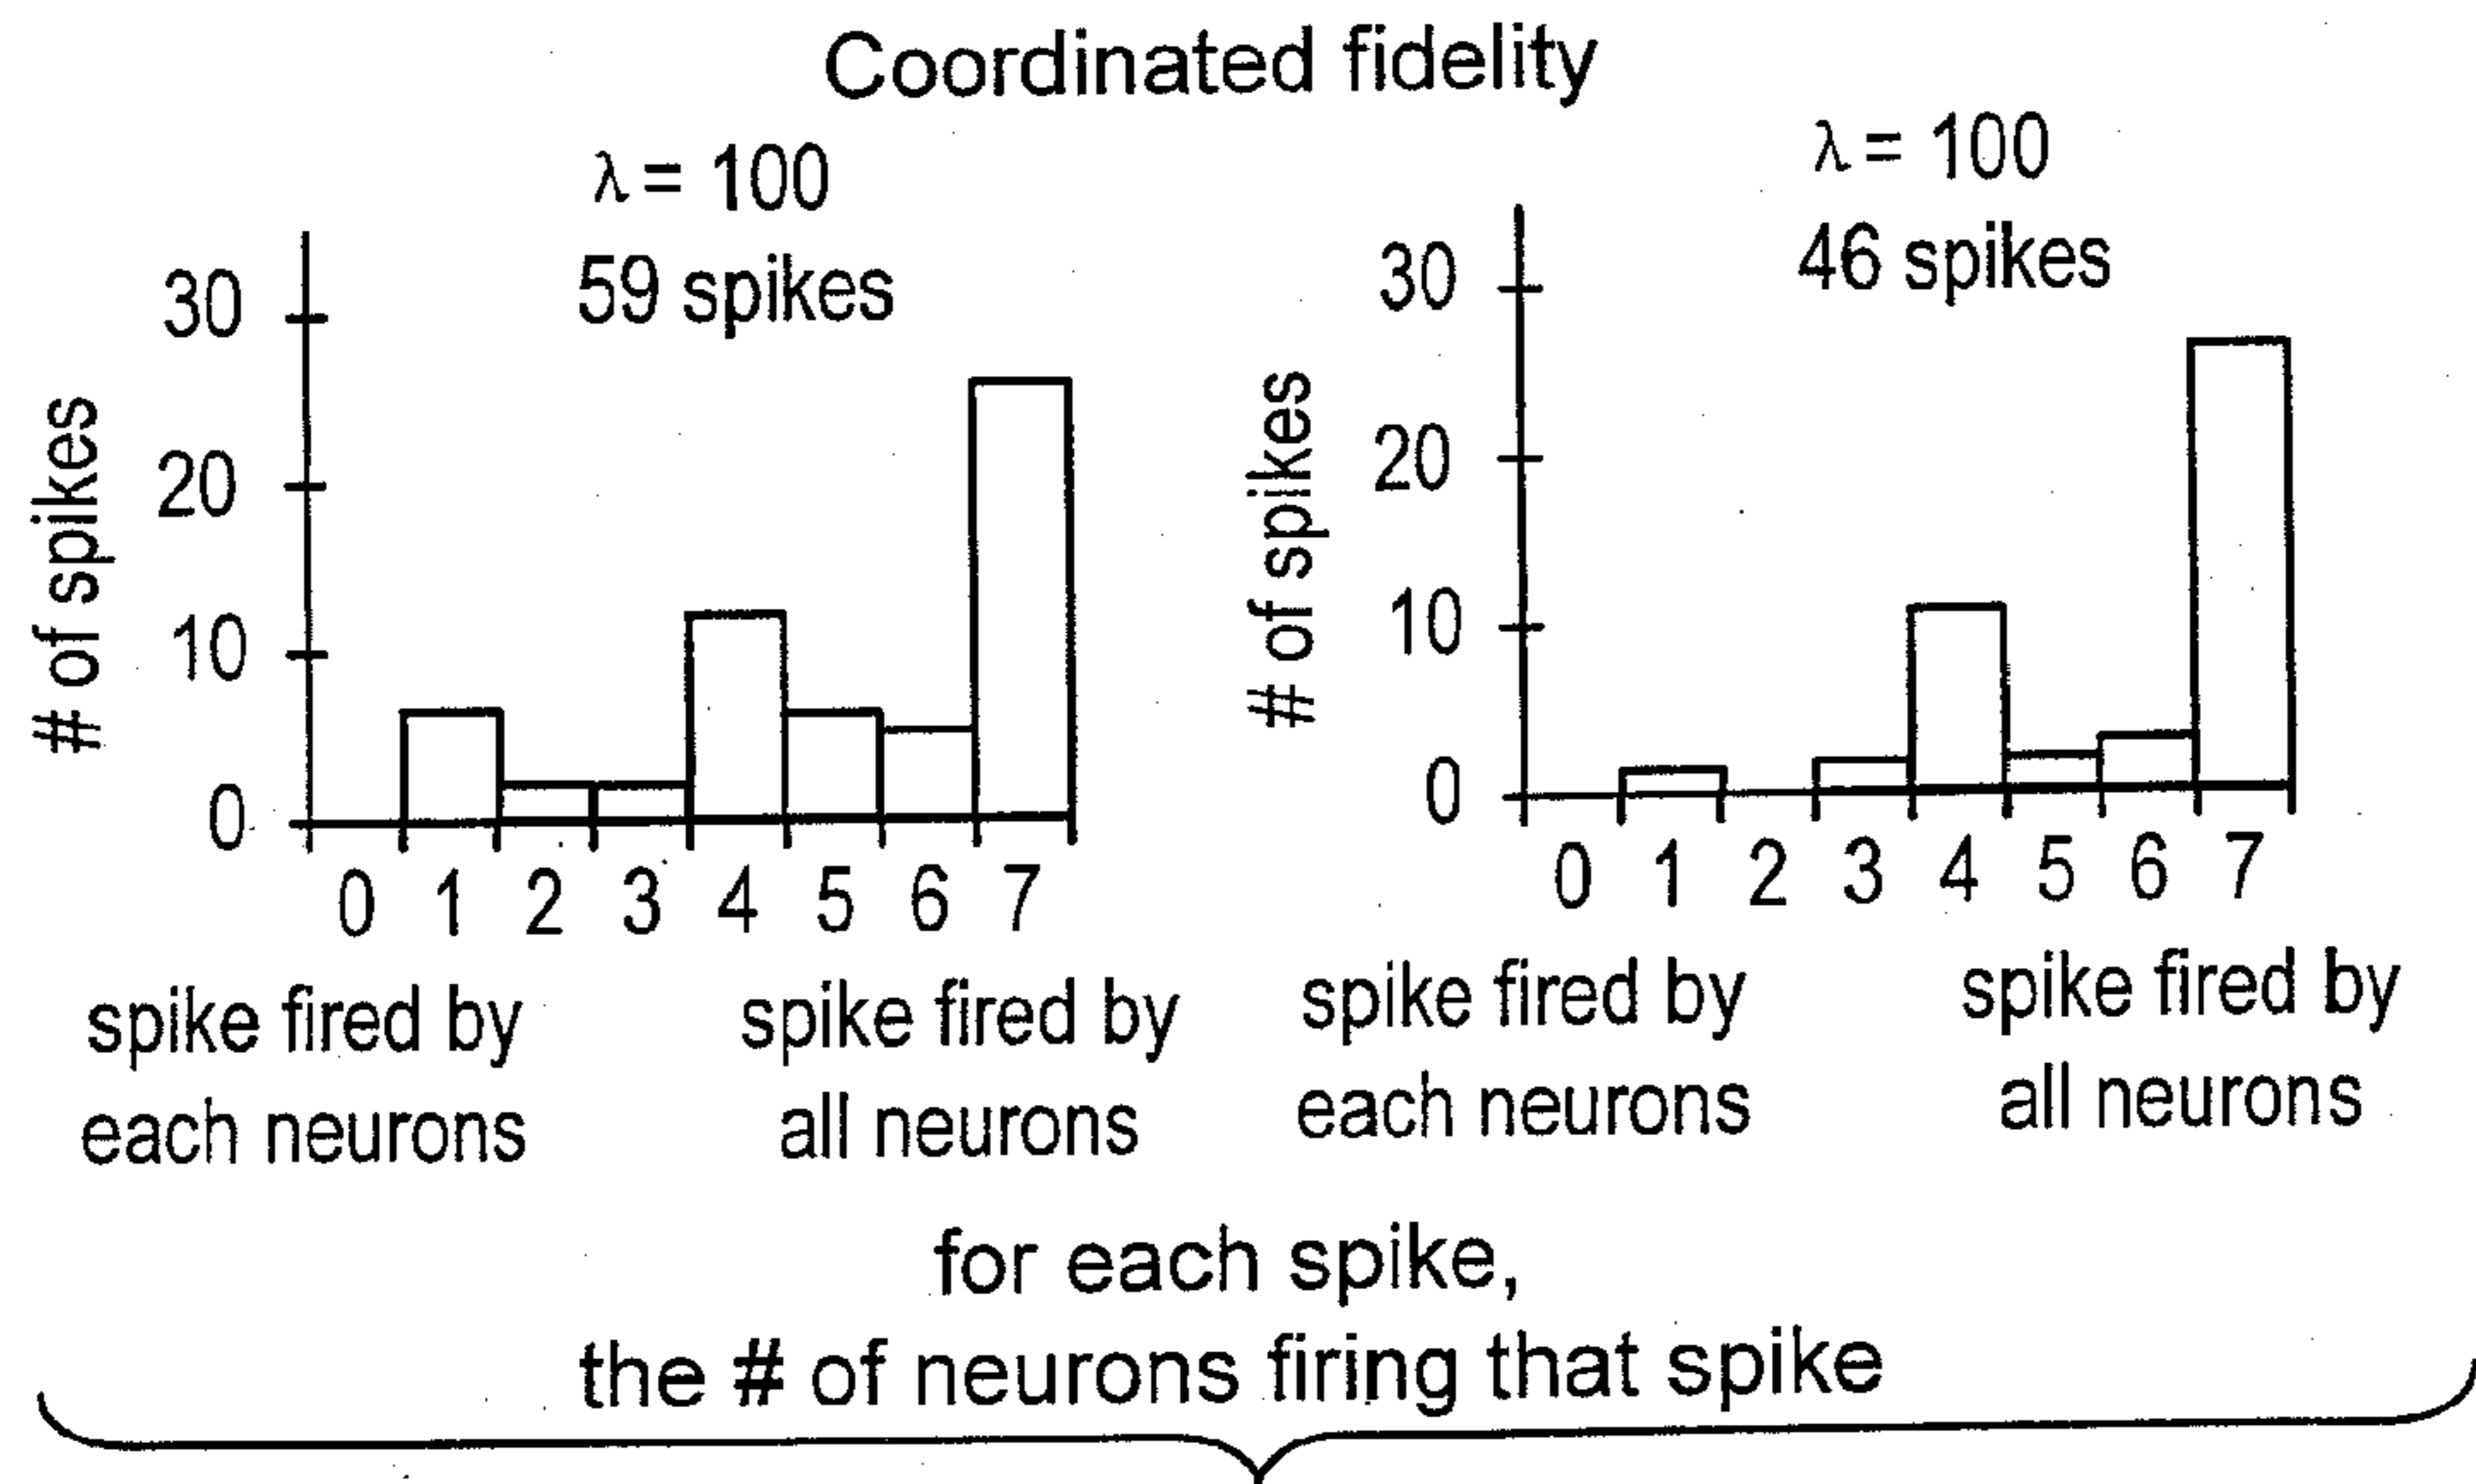 Coordinated fidelity
λ = 100
59 spikes
# of spikes
30
20
10
0
0 1 2 3 4 5 6 7
spike fired by
each neurons
spike fired by
all neurons
λ = 100
46 spikes
# of spikes
30
20
10
0
0 1 2 3 4 5 6 7
spike fired by
each neurons
spike fired by
all neurons
for each spike,
the # of neurons firing that spike